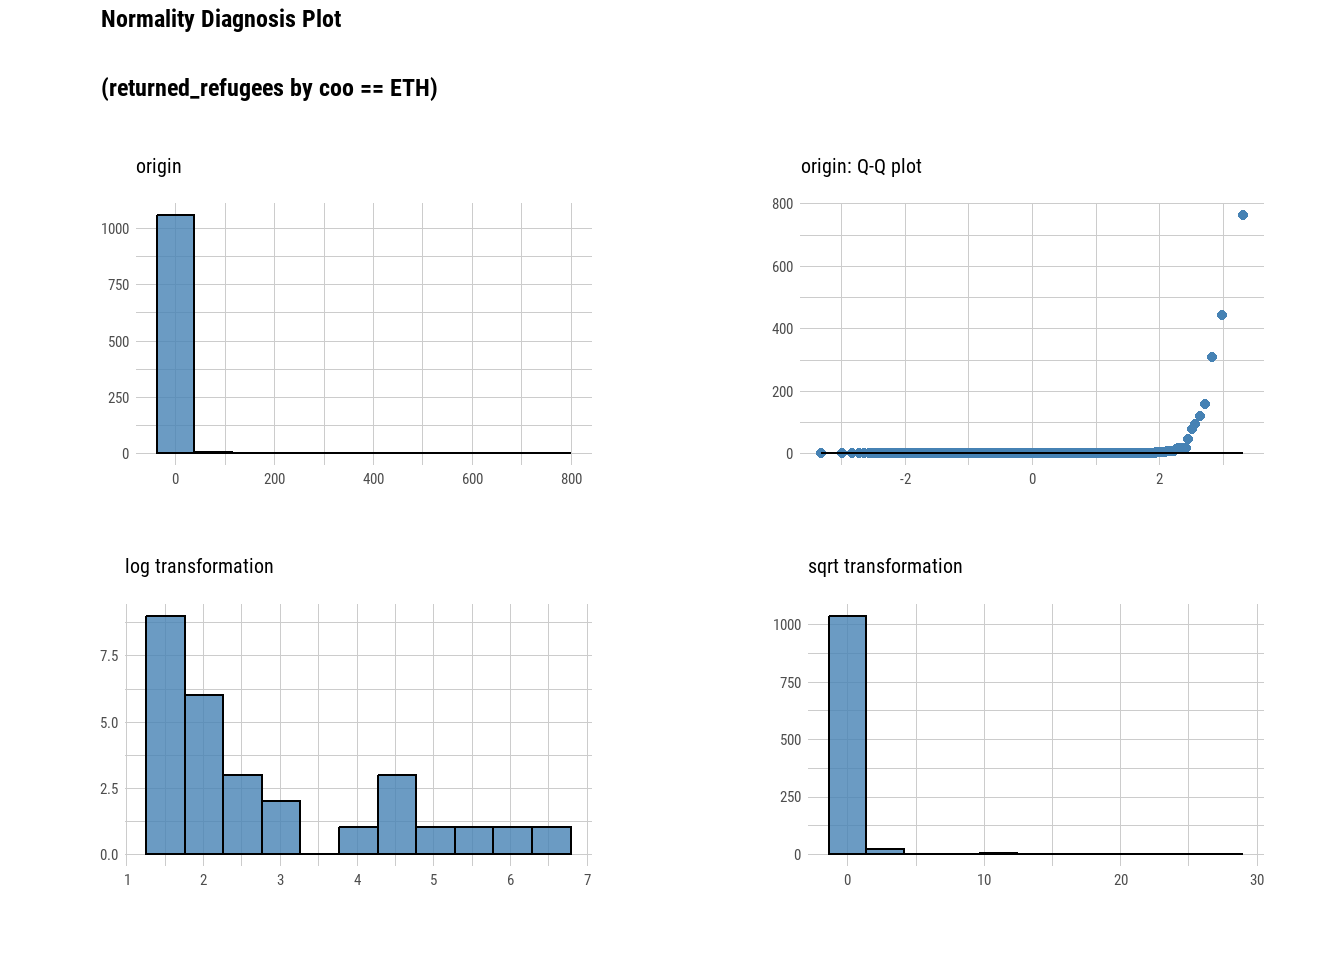 Normality Diagnosis Plot
(returned_refugees by coo == ETH)
origin
1000
750
500
250
0
0 200 400 600 800
origin: Q-Q plot
800
600
400
200
0
-2 0 2
log transformation
7.5
5.0
2.5
0.0
1 2 3 4 5 6 7
sqrt transformation
1000
750
500
250
0
0 10 20 30